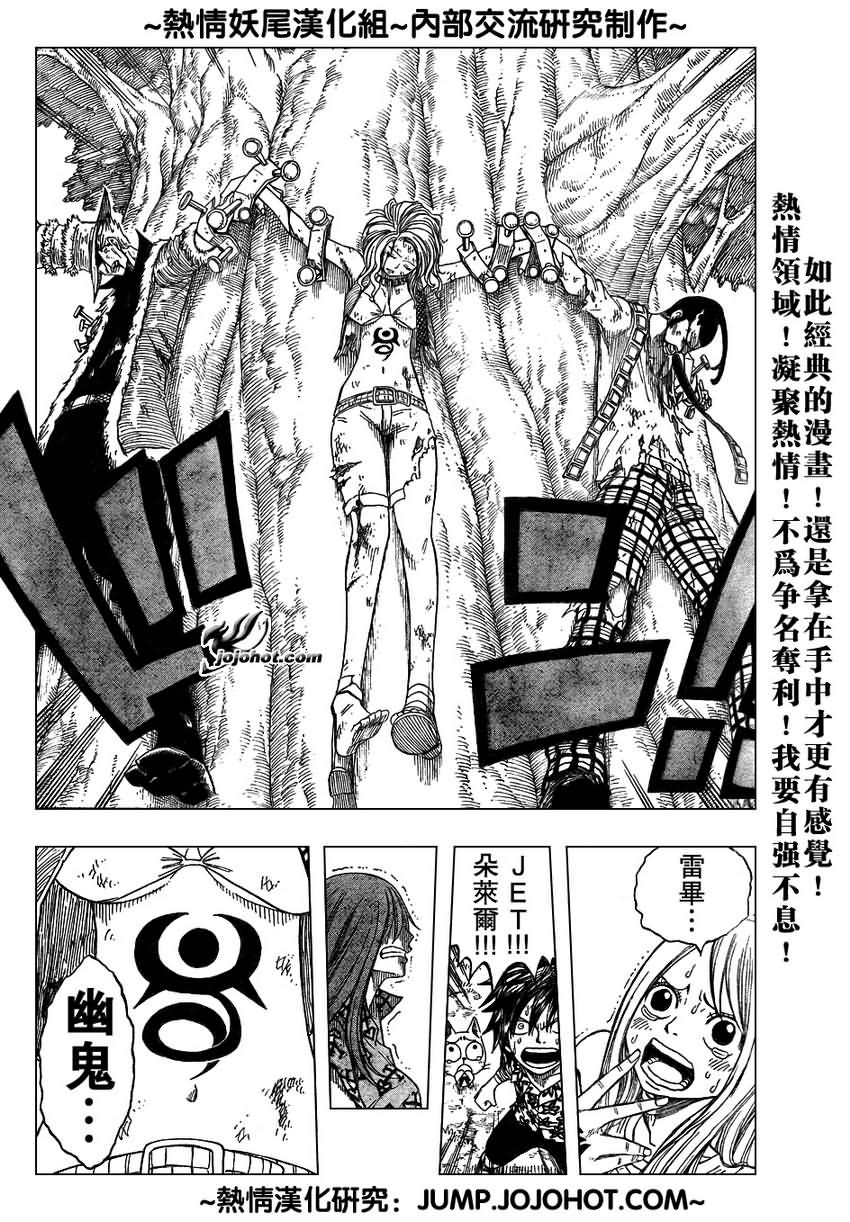 ~熱情妖尾漢化組~內部交流研究制作~
如此經典的漫畫！還是拿在手中才更有感覺！
熱情領域！凝聚熱情！不爲争名奪利！我要自强不息！
jojohot.com
雷畢…
JET!!!
朵萊爾!!!
幽鬼…
~熱情漢化研究：JUMP.JOJOHOT.COM~